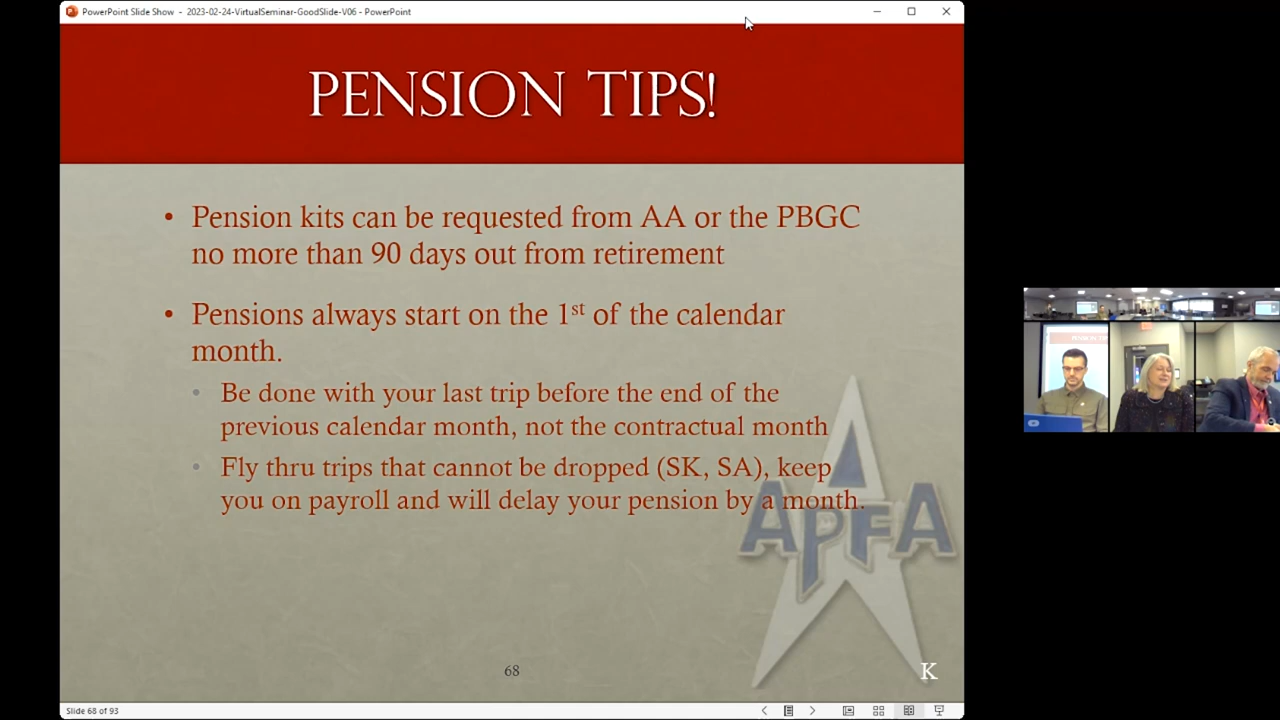 PowerPoint Slide Show - 2023-02-24-VirtualSeminar-GoodSlide-V06 - PowerPoint
PENSION TIPS!
• Pension kits can be requested from AA or the PBGC
no more than 90 days out from retirement
• Pensions always start on the 1st of the calendar
month.
• Be done with your last trip before the end of the
previous calendar month, not the contractual month
• Fly thru trips that cannot be dropped (SK, SA), keep
you on payroll and will delay your pension by a month.
APFA
68
K
Slide 68 of 93